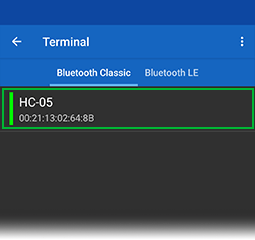 Terminal
Bluetooth Classic Bluetooth LE
HC-05
00:21:13:02:64:8B